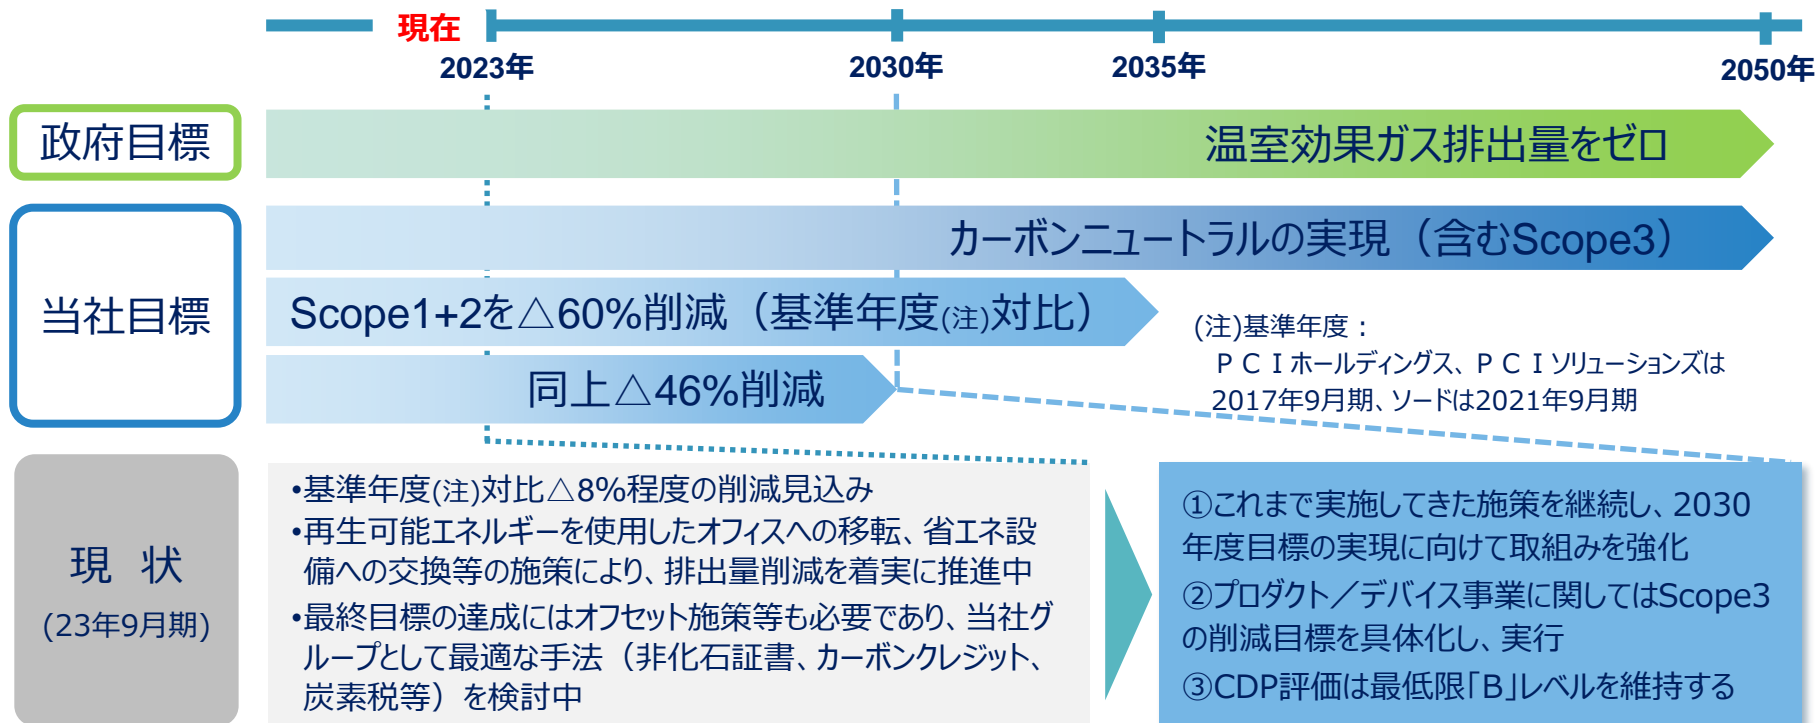 現在
2023年
2030年
2035年
2050年
政府目標
温室効果ガス排出量をゼロ
当社目標
カーボンニュートラルの実現（含むScope3）
Scope1+2を△60%削減（基準年度(注)対比）
同上△46%削減
(注)基準年度：
ＰＣＩホールディングス、ＰＣＩソリューションズは
2017年9月期、ソードは2021年9月期
現 状
(23年9月期)
•基準年度(注)対比△8%程度の削減見込み
•再生可能エネルギーを使用したオフィスへの移転、省エネ設
備への交換等の施策により、排出量削減を着実に推進中
•最終目標の達成にはオフセット施策等も必要であり、当社グ
ループとして最適な手法（非化石証書、カーボンクレジット、
炭素税等）を検討中
①これまで実施してきた施策を継続し、2030
年度目標の実現に向けて取組みを強化
②プロダクト／デバイス事業に関してはScope3
の削減目標を具体化し、実行
③CDP評価は最低限「B」レベルを維持する